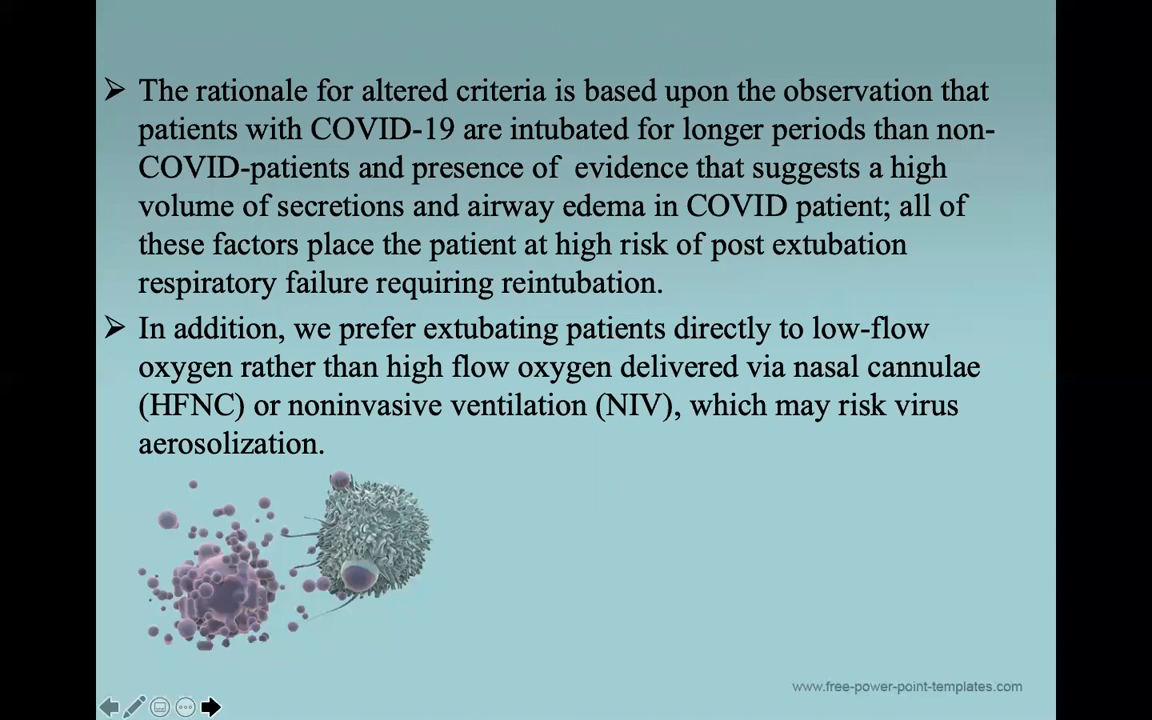 The rationale for altered criteria is based upon the observation that
patients with COVID-19 are intubated for longer periods than non-
COVID-patients and presence of  evidence that suggests a high
volume of secretions and airway edema in COVID patient; all of
these factors place the patient at high risk of post extubation
respiratory failure requiring reintubation.
In addition, we prefer extubating patients directly to low-flow
oxygen rather than high flow oxygen delivered via nasal cannulae
(HFNC) or noninvasive ventilation (NIV), which may risk virus
aerosolization.
www.free-power-point-templates.com